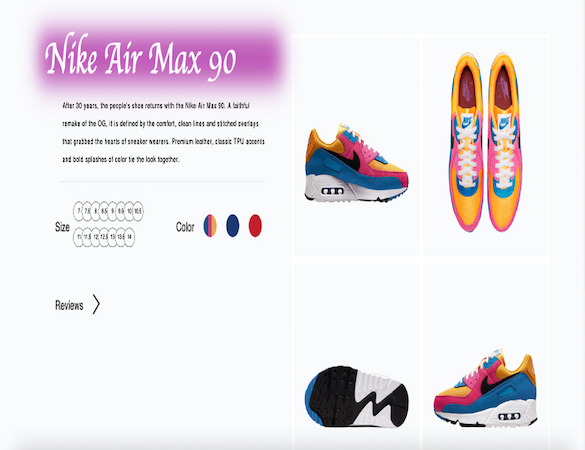 Nike Air Max 90
After 30 years, the people's shoe returns with the Nike Air Max 90. A faithful
remake of the OG, it is defined by the comfort, clean lines and stitched overlays
that grabbed the hearts of sneaker wearers. Premium leather, classic TPU accents
and bold splashes of color tie the look together.
Size
7 7.5 8 8.5 9 9.5 10 10.5
11 11.5 12 12.5 13 13.5 14
Color
Reviews